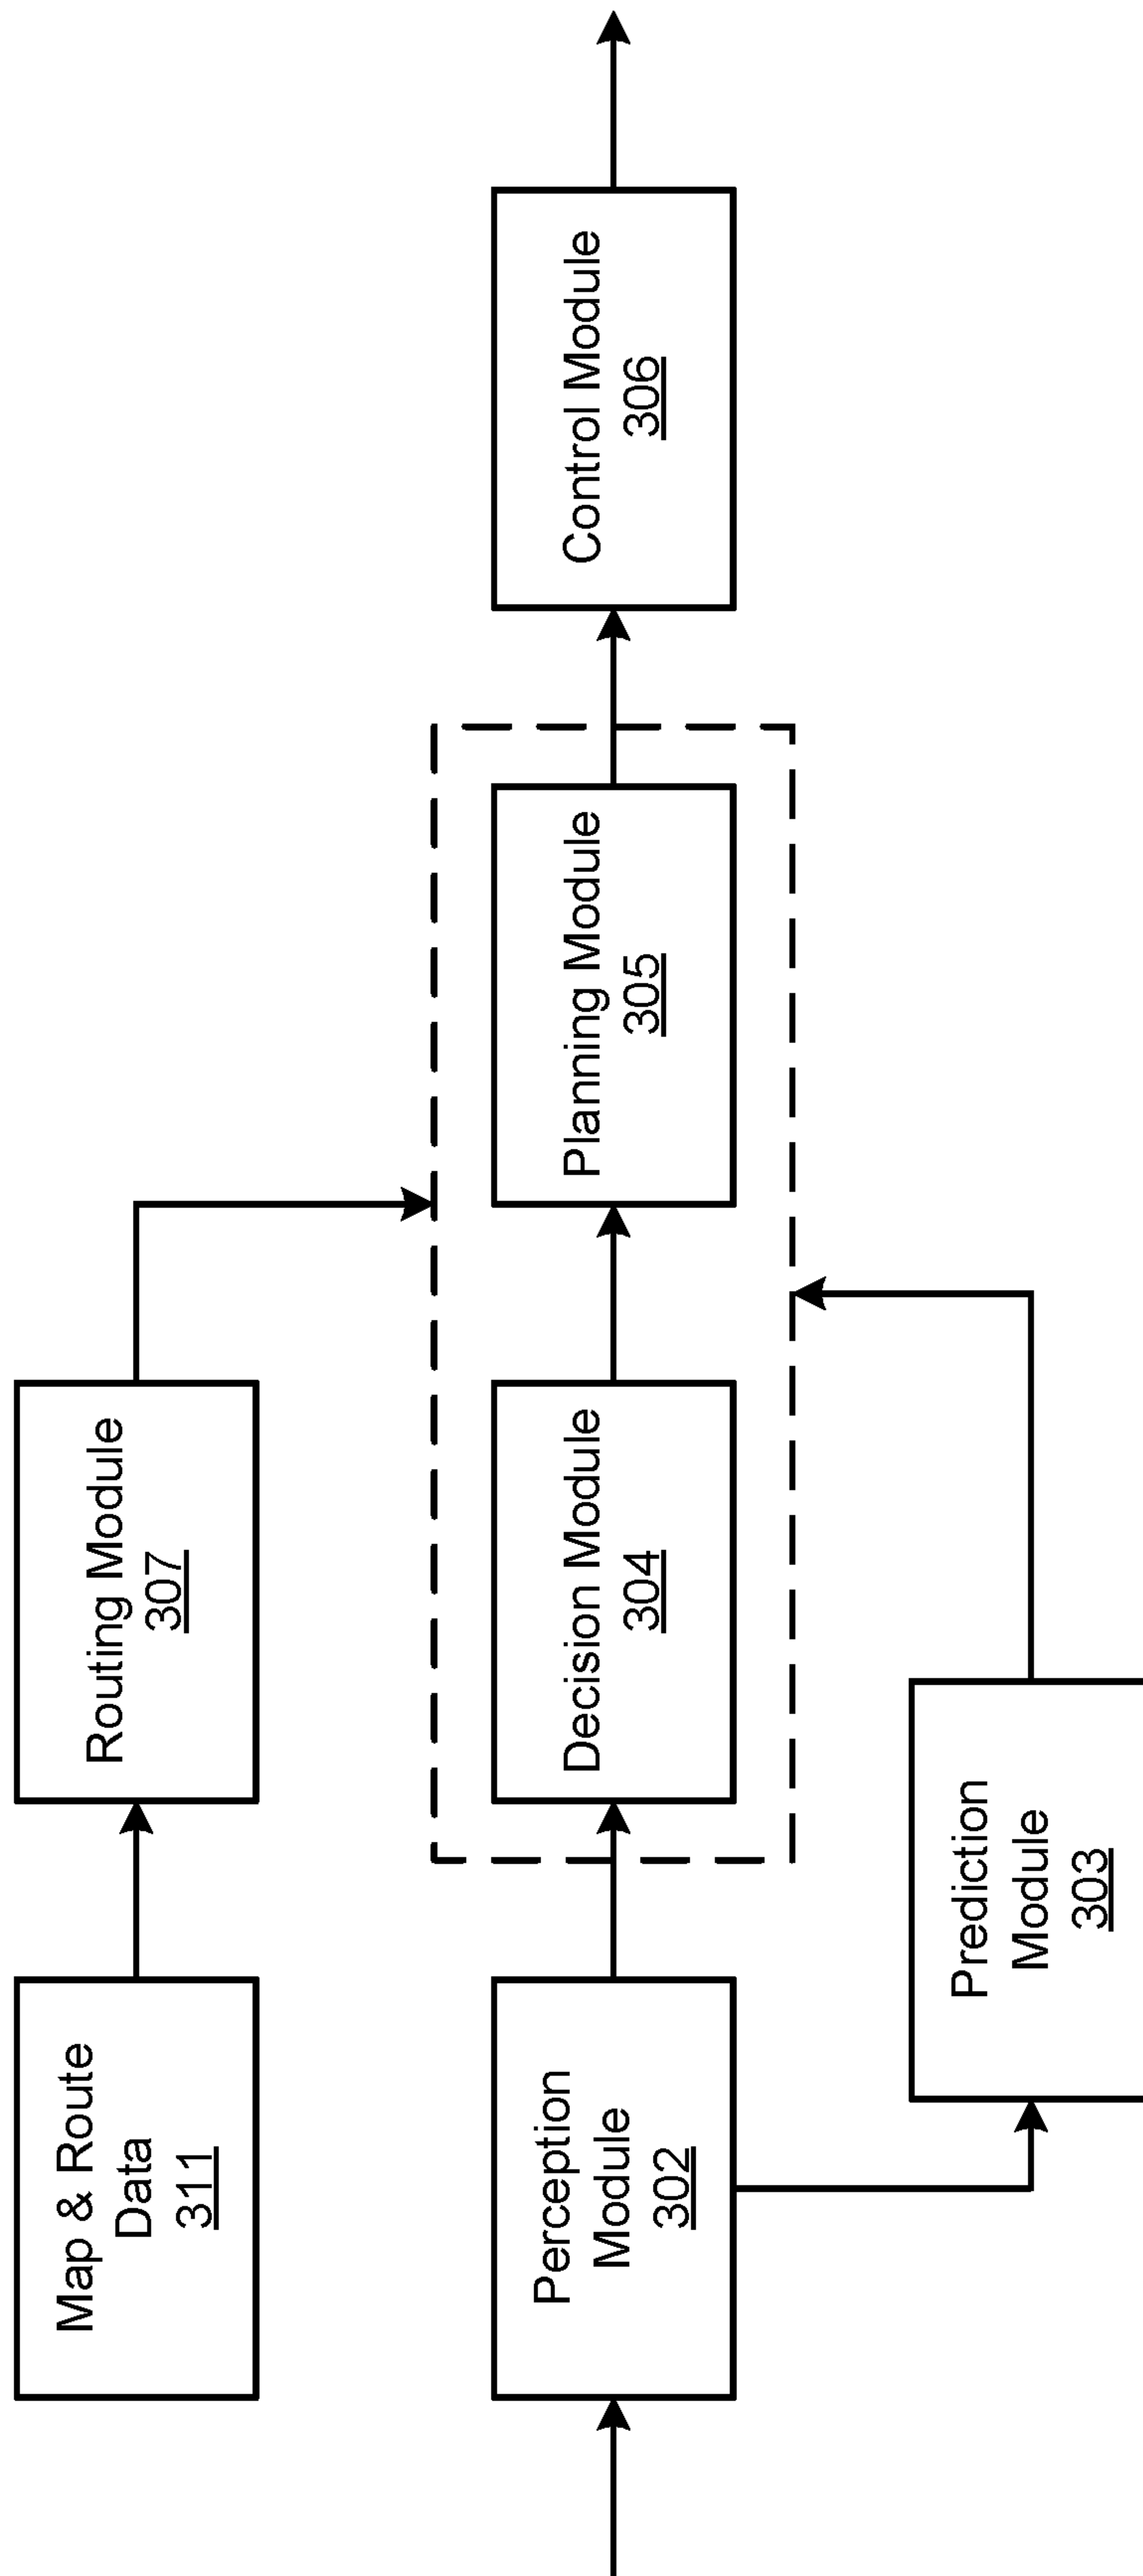 Map & Route
Data
311
Routing Module
307
Perception
Module
302
Decision Module
304
Planning Module
305
Control Module
306
Prediction
Module
303